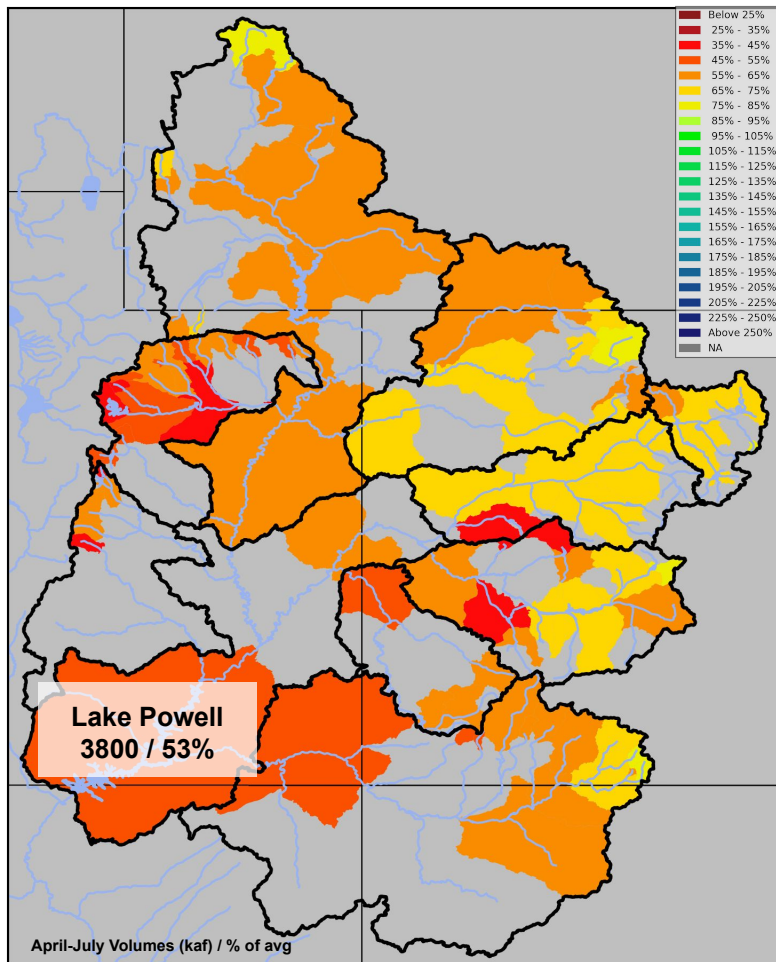 Below 25%
25% - 35%
35% - 45%
45% - 55%
55% - 65%
65% - 75%
75% - 85%
85% - 95%
95% - 105%
105% - 115%
115% - 125%
125% - 135%
135% - 145%
145% - 155%
155% - 165%
165% - 175%
175% - 185%
185% - 195%
195% - 205%
205% - 225%
225% - 250%
Above 250%
NA
Lake Powell
3800 / 53%
April-July Volumes (kaf) / % of avg